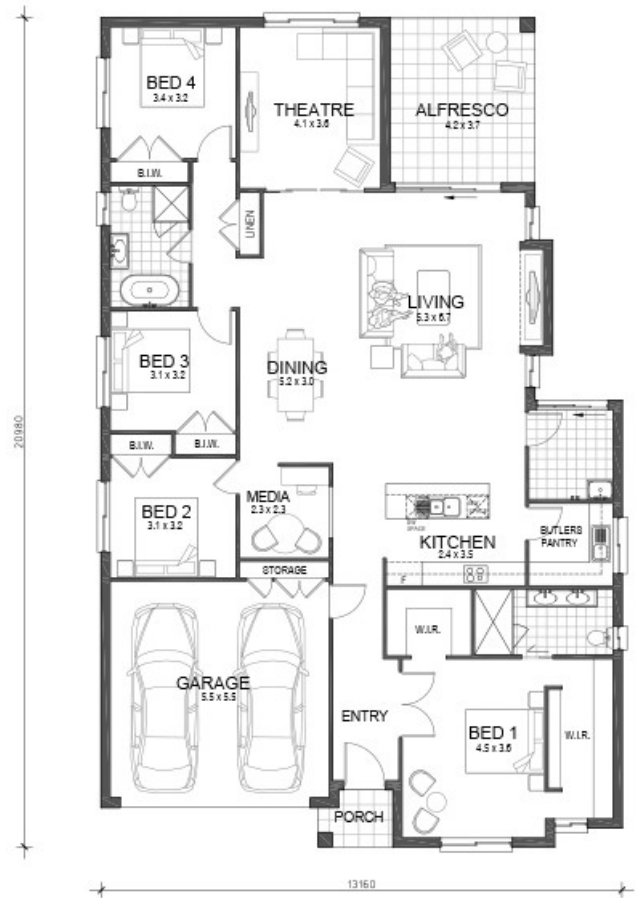 BED 4
3.4 x 3.2
THEATRE
4.1 x 3.6
ALFRESCO
4.2 x 3.7
B.I.W.
LINEN
LIVING
5.3 x 6.7
BED 3
3.1 x 3.2
DINING
5.2 x 3.0
20980
B.I.W.
B.I.W.
MEDIA
2.3 x 2.3
BED 2
3.1 x 3.2
SPACE
BUTLERS
PANTRY
KITCHEN
2.4 x 3.5
STORAGE
F
W.I.R.
GARAGE
5.5 x 5.5
ENTRY
BED 1
4.5 x 3.6
W.I.R.
PORCH
13160